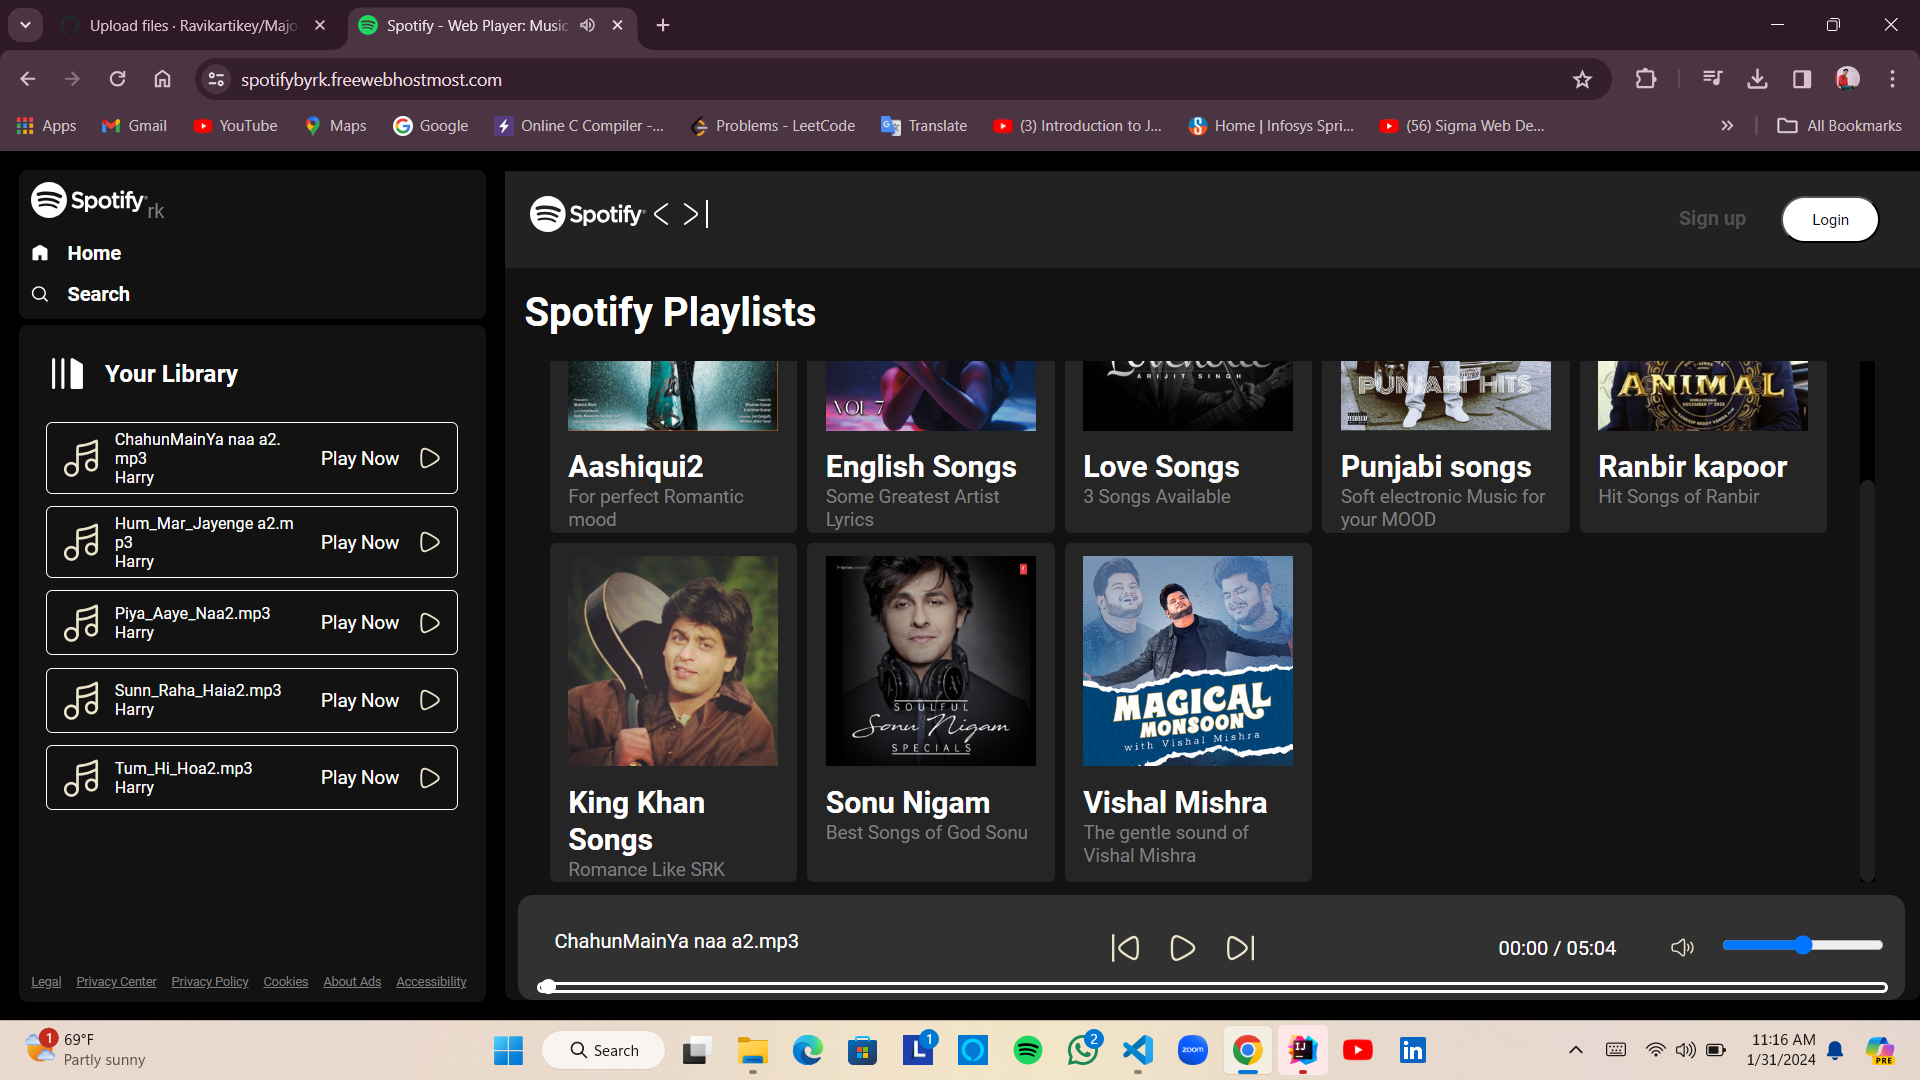 Upload files · Ravikartikey/Majo
Spotify - Web Player: Music
spotifybyrk.freewebhostmost.com
Apps
Gmail
YouTube
Maps
Google
Online C Compiler -...
Problems - LeetCode
Translate
(3) Introduction to J...
Home | Infosys Spri...
(56) Sigma Web De...
All Bookmarks
Spotify rk
Home
Search
Your Library
ChahunMainYa naa a2.
mp3
Harry
Play Now
Hum_Mar_Jayenge a2.m
p3
Harry
Play Now
Piya_Aaye_Naa2.mp3
Harry
Play Now
Sunn_Raha_Haia2.mp3
Harry
Play Now
Tum_Hi_Hoa2.mp3
Harry
Play Now
Legal
Privacy Center
Privacy Policy
Cookies
About Ads
Accessibility
Spotify
Sign up
Login
Spotify Playlists
Aashiqui2
For perfect Romantic
mood
VOL 7
English Songs
Some Greatest Artist
Lyrics
ARIJIT SINGH
Love Songs
3 Songs Available
PUNJABI HITS
Punjabi songs
Soft electronic Music for
your MOOD
ANIMAL
Ranbir kapoor
Hit Songs of Ranbir
King Khan
Songs
Romance Like SRK
SOULFUL
Sonu Nigam
SPECIALS
Sonu Nigam
Best Songs of God Sonu
MAGICAL
MONSOON
with Vishal Mishra
Vishal Mishra
The gentle sound of
Vishal Mishra
ChahunMainYa naa a2.mp3
00:00 / 05:04
1
69°F
Partly sunny
Search
L
1
2
zoom
IJ
in
11:16 AM
1/31/2024
PRE